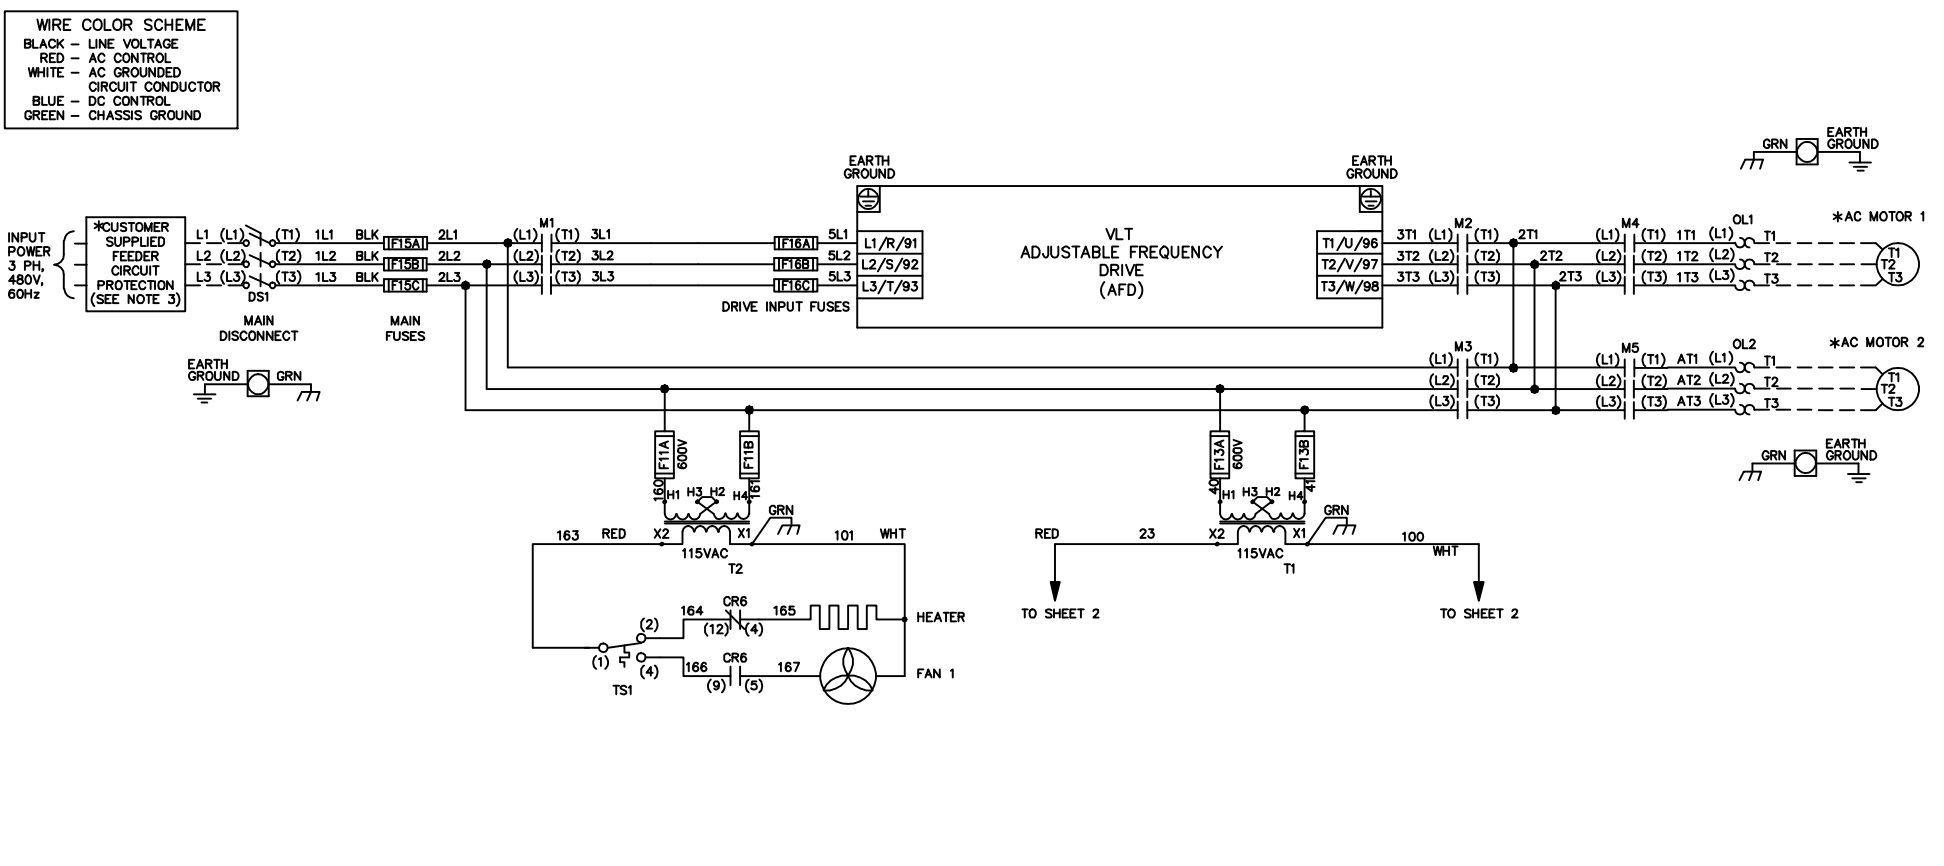 WIRE COLOR SCHEME
BLACK - LINE VOLTAGE
RED - AC CONTROL
WHITE - AC GROUNDED
CIRCUIT CONDUCTOR
BLUE - DC CONTROL
GREEN - CHASSIS GROUND
GRN
EARTH
GROUND
EARTH
GROUND
EARTH
GROUND
INPUT
POWER
3 PH,
480V,
60Hz
*CUSTOMER
SUPPLIED
FEEDER
CIRCUIT
PROTECTION
(SEE NOTE 3)
M1
M2
M4
OL1
*AC MOTOR 1
L1 (L1) (T1) 1L1 BLK F15A 2L1 (L1) (T1) 3L1 F16A 5L1 L1/R/91
L2 (L2) (T2) 1L2 BLK F15B 2L2 (L2) (T2) 3L2 F16B 5L2 L2/S/92
L3 (L3) (T3) 1L3 BLK F15C 2L3 (L3) (T3) 3L3 F16C 5L3 L3/T/93
DS1
MAIN
DISCONNECT
MAIN
FUSES
DRIVE INPUT FUSES
VLT
ADJUSTABLE FREQUENCY
DRIVE
(AFD)
T1/U/96 3T1 (L1) (T1) 2T1 (L1) (T1) 1T1 (L1) T1
T2/V/97 3T2 (L2) (T2) 2T2 (L2) (T2) 1T2 (L2) T2
T3/W/98 3T3 (L3) (T3) 2T3 (L3) (T3) 1T3 (L3) T3
T1
T2
T3
EARTH
GROUND
GRN
M3
M5
OL2
*AC MOTOR 2
(L1) (T1) (L1) (T1) AT1 (L1) T1
(L2) (T2) (L2) (T2) AT2 (L2) T2
(L3) (T3) (L3) (T3) AT3 (L3) T3
T1
T2
T3
GRN
EARTH
GROUND
F11A
600V
F11B
160
161
H1 H3 H2 H4
GRN
163 RED X2 X1 101 WHT
115VAC
T2
F13A
600V
F13B
40
41
H1 H3 H2 H4
GRN
RED 23 X2 X1 100
WHT
115VAC
T1
TO SHEET 2
TO SHEET 2
CR6
164 165
(12) (4)
HEATER
(2)
(1)
(4)
TS1
CR6
166 167
(9) (5)
FAN 1